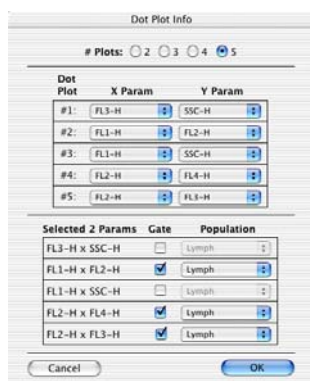 Dot Plot Info
# Plots: 2 3 4 5
Dot Plot X Param Y Param
#1: FL3-H SSC-H
#2: FL1-H FL2-H
#3: FL1-H SSC-H
#4: FL2-H FL4-H
#5: FL2-H FL3-H
Selected 2 Params Gate Population
FL3-H x SSC-H Lymph
FL1-H x FL2-H Lymph
FL1-H x SSC-H Lymph
FL2-H x FL4-H Lymph
FL2-H x FL3-H Lymph
Cancel OK